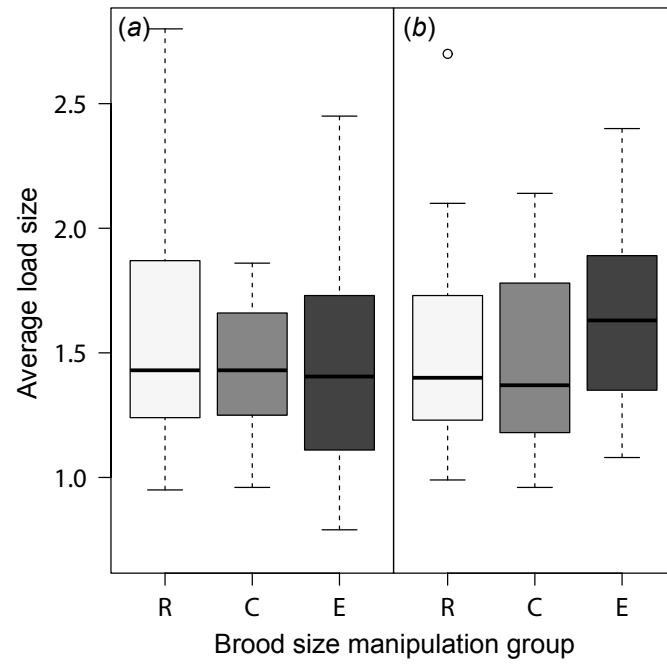 (a) (b)
2.5
2.0
1.5
1.0
Average load size
R C E R C E
Brood size manipulation group